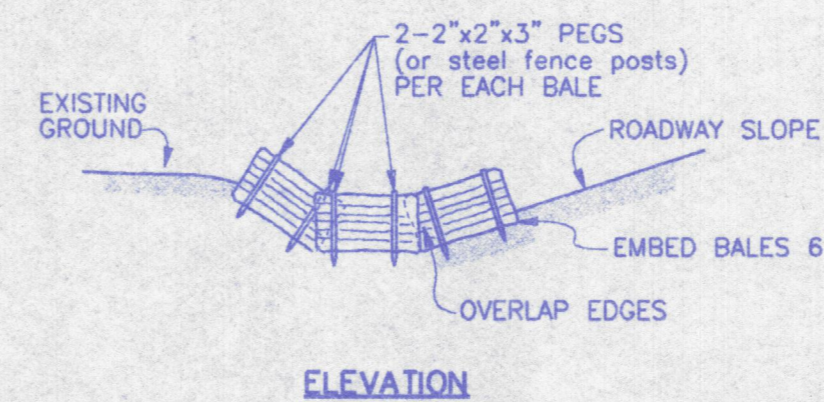 2-2"x2"x3" PEGS
(or steel fence posts)
PER EACH BALE
EXISTING
GROUND
ROADWAY SLOPE
EMBED BALES 6
OVERLAP EDGES
ELEVATION